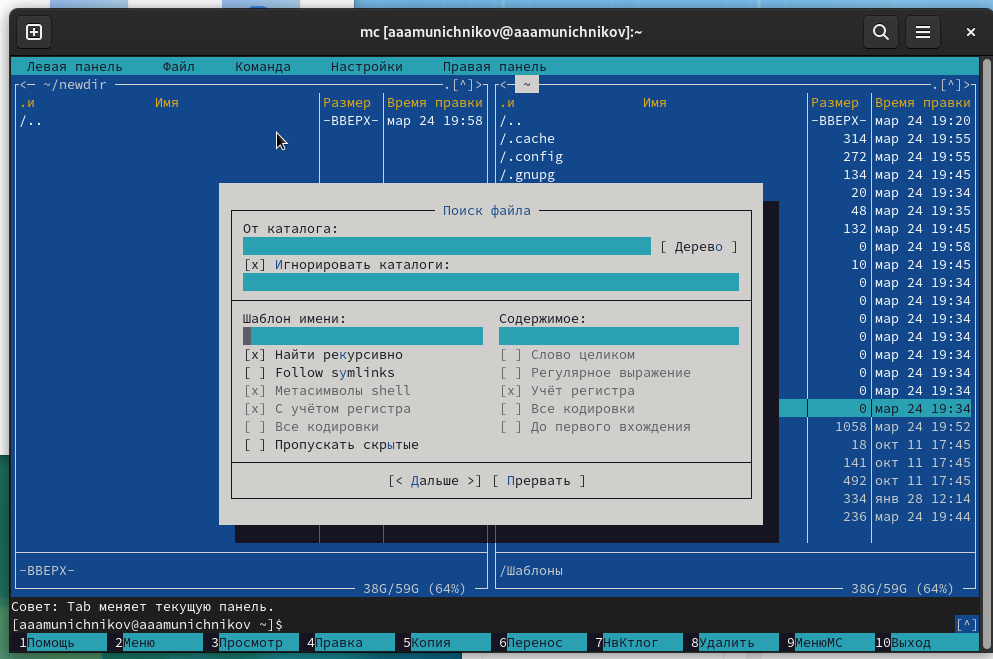 mc [aaamunichnikov@aaamunichnikov]:~
Левая панель Файл Команда Настройки Правая панель
<─ ~/newdir .[^]> <─ ~ .[^]>
.и Имя Размер Время правки .и Имя Размер Время правки
/.. -ВВЕРХ- мар 24 19:58 /.. -ВВЕРХ- мар 24 19:20
/.cache 314 мар 24 19:55
/.config 272 мар 24 19:55
/.gnupg 134 мар 24 19:45
20 мар 24 19:34
Поиск файла 48 мар 24 19:35
От каталога: 132 мар 24 19:45
[ Дерево ] 0 мар 24 19:58
[x] Игнорировать каталоги: 10 мар 24 19:45
0 мар 24 19:34
0 мар 24 19:34
Шаблон имени: Содержимое: 0 мар 24 19:34
0 мар 24 19:34
[x] Найти рекурсивно [ ] Слово целиком 0 мар 24 19:34
[ ] Follow symlinks [ ] Регулярное выражение 0 мар 24 19:34
[x] Метасимволы shell [x] Учёт регистра 0 мар 24 19:34
[x] С учётом регистра [ ] Все кодировки 0 мар 24 19:34
[ ] Все кодировки [ ] До первого вхождения 1058 мар 24 19:52
[ ] Пропускать скрытые 18 окт 11 17:45
141 окт 11 17:45
[< Дальше >] [ Прервать ] 492 окт 11 17:45
334 янв 28 12:14
236 мар 24 19:44
-ВВЕРХ- /Шаблоны
38G/59G (64%) 38G/59G (64%)
Совет: Tab меняет текущую панель.
[aaamunichnikov@aaamunichnikov ~]$ [^]
1Помощь 2Меню 3Просмотр 4Правка 5Копия 6Перенос 7НвКтлог 8Удалить 9МенюMC 10Выход